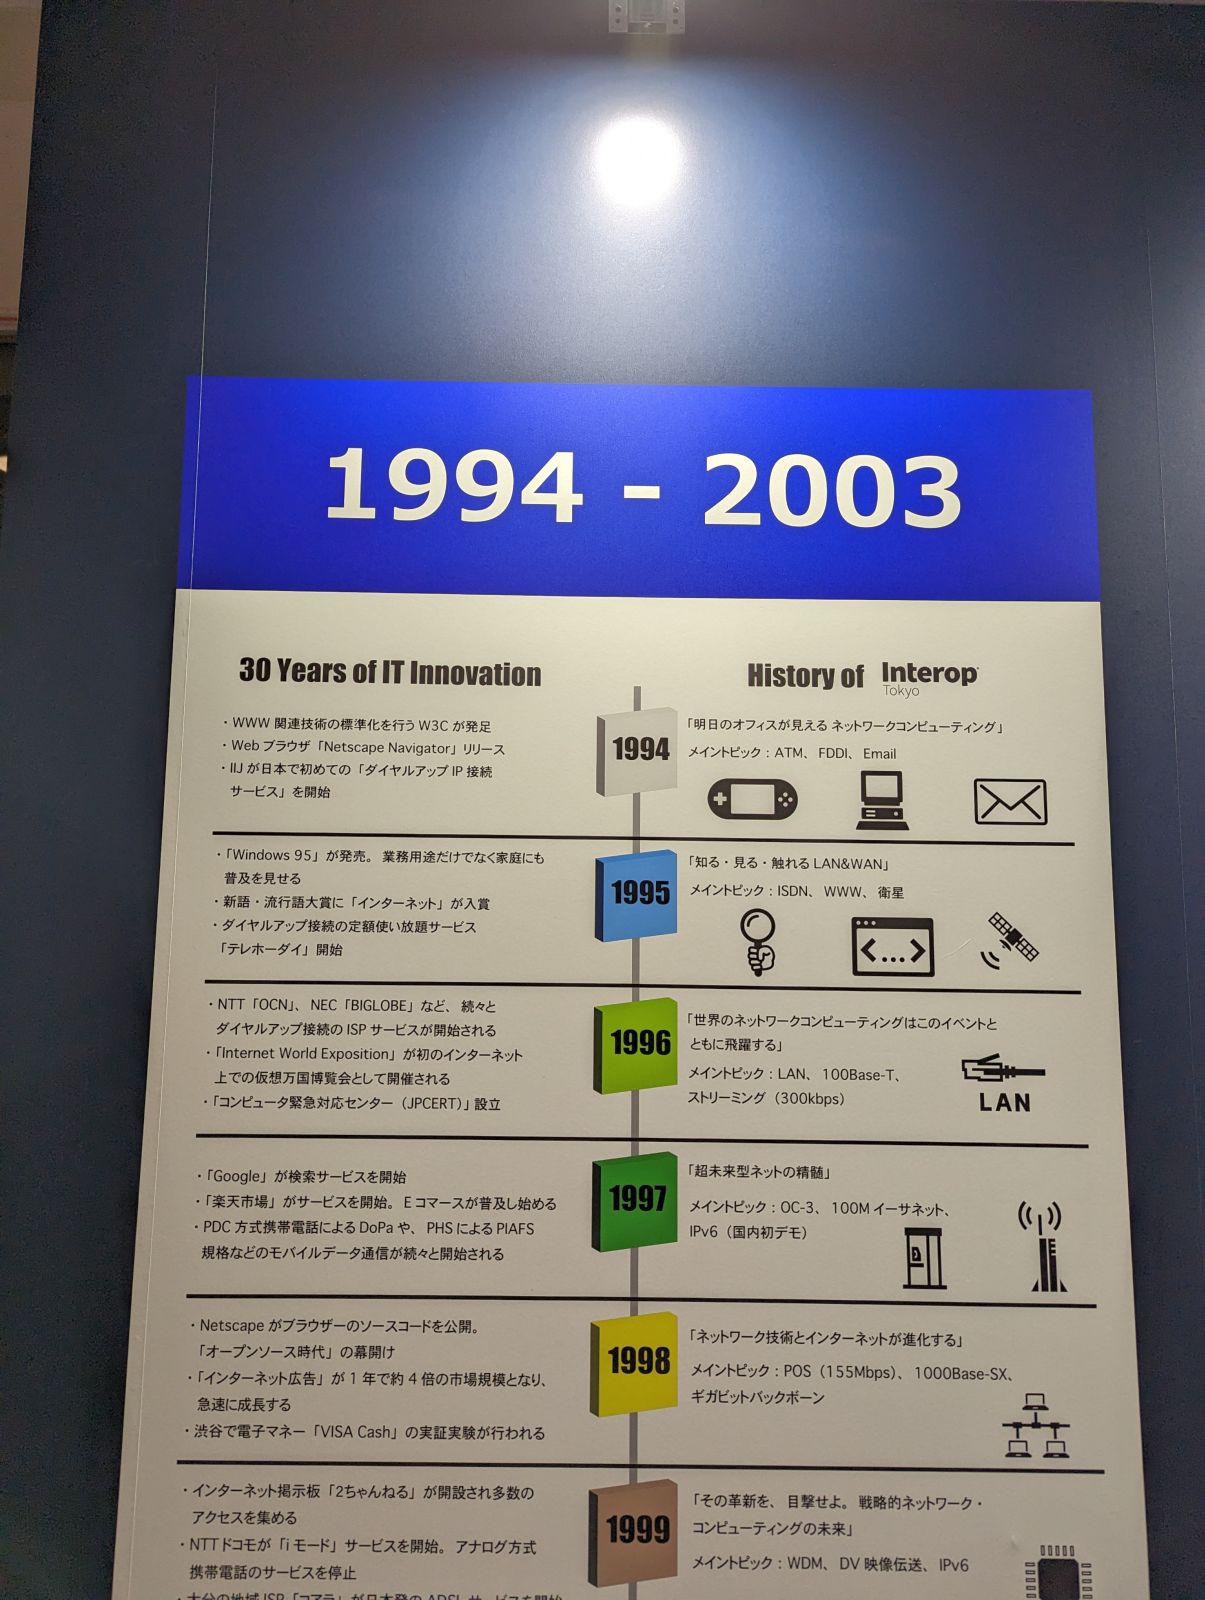 1994 - 2003
30 Years of IT Innovation
History of Interop Tokyo
・WWW 関連技術の標準化を行う W3C が発足
・Web ブラウザ「Netscape Navigator」リリース
・IIJ が日本で初めての「ダイヤルアップ IP 接続
サービス」を開始
1994
「明日のオフィスが見える ネットワークコンピューティング」
メイントピック : ATM、FDDI、Email
・「Windows 95」が発売。業務用途だけでなく家庭にも
普及を見せる
・新語・流行語大賞に「インターネット」が入賞
・ダイヤルアップ接続の定額使い放題サービス
「テレホーダイ」開始
1995
「知る・見る・触れる LAN&WAN」
メイントピック : ISDN、WWW、衛星
<...>
・NTT「OCN」、NEC「BIGLOBE」など、続々と
ダイヤルアップ接続の ISP サービスが開始される
・「Internet World Exposition」が初のインターネット
上での仮想万国博覧会として開催される
・「コンピュータ緊急対応センター（JPCERT）」設立
1996
「世界のネットワークコンピューティングはこのイベントと
ともに飛躍する」
メイントピック : LAN、100Base-T、
ストリーミング（300kbps）
LAN
・「Google」が検索サービスを開始
・「楽天市場」がサービスを開始。E コマースが普及し始める
・PDC 方式携帯電話による DoPa や、PHS による PIAFS
規格などのモバイルデータ通信が続々と開始される
1997
「超未来型ネットの精髄」
メイントピック : OC-3、100M イーサネット、
IPv6（国内初デモ）
・Netscape がブラウザーのソースコードを公開。
「オープンソース時代」の幕開け
・「インターネット広告」が 1 年で約 4 倍の市場規模となり、
急速に成長する
・渋谷で電子マネー「VISA Cash」の実証実験が行われる
1998
「ネットワーク技術とインターネットが進化する」
メイントピック : POS（155Mbps）、1000Base-SX、
ギガビットバックボーン
・インターネット掲示板「2ちゃんねる」が開設され多数の
アクセスを集める
・NTTドコモが「i モード」サービスを開始。アナログ方式
携帯電話のサービスを停止
・大分の地域 ISP「コアラ」が日本発の ADSL サービスを開始
1999
「その革新を、目撃せよ。戦略的ネットワーク・
コンピューティングの未来」
メイントピック : WDM、DV 映像伝送、IPv6